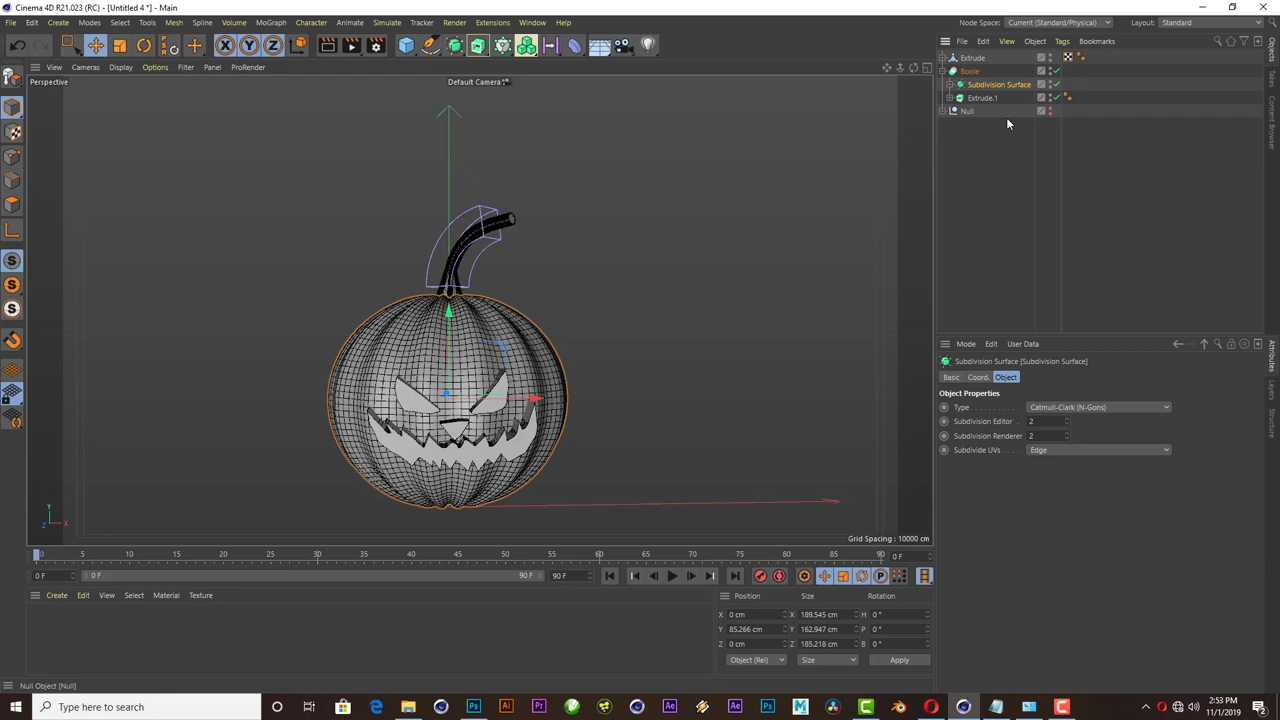 Cinema 4D R21.023 (RC) - [Untitled 4 *] - Main
File Edit Create Modes Select Tools Mesh Spline Volume MoGraph Character Animate Simulate Tracker Render Extensions Window Help
Node Space: Current (Standard/Physical) Layout: Standard
X Y Z
File Edit View Object Tags Bookmarks
View Cameras Display Options Filter Panel ProRender
Perspective
Default Camera
Extrude
Boole
Subdivision Surface
Extrude.1
Null
Objects
Takes
Content Browser
Mode Edit User Data
Subdivision Surface [Subdivision Surface]
Basic Coord. Object
Object Properties
Type Catmull-Clark (N-Gons)
Subdivision Editor 2
Subdivision Renderer 2
Subdivide UVs Edge
Attributes
Layers
Structure
Y
Z X
Grid Spacing : 10000 cm
0 5 10 15 20 25 30 35 40 45 50 55 60 65 70 75 80 85 90 0 F
0 F 0 F 90 F 90 F
Create Edit View Select Material Texture
Position Size Rotation
X 0 cm X 189.545 cm H 0 °
Y 85.266 cm Y 162.947 cm P 0 °
Z 0 cm Z 185.218 cm B 0 °
Object (Rel) Size Apply
Null Object [Null]
Type here to search
2:53 PM
11/1/2019